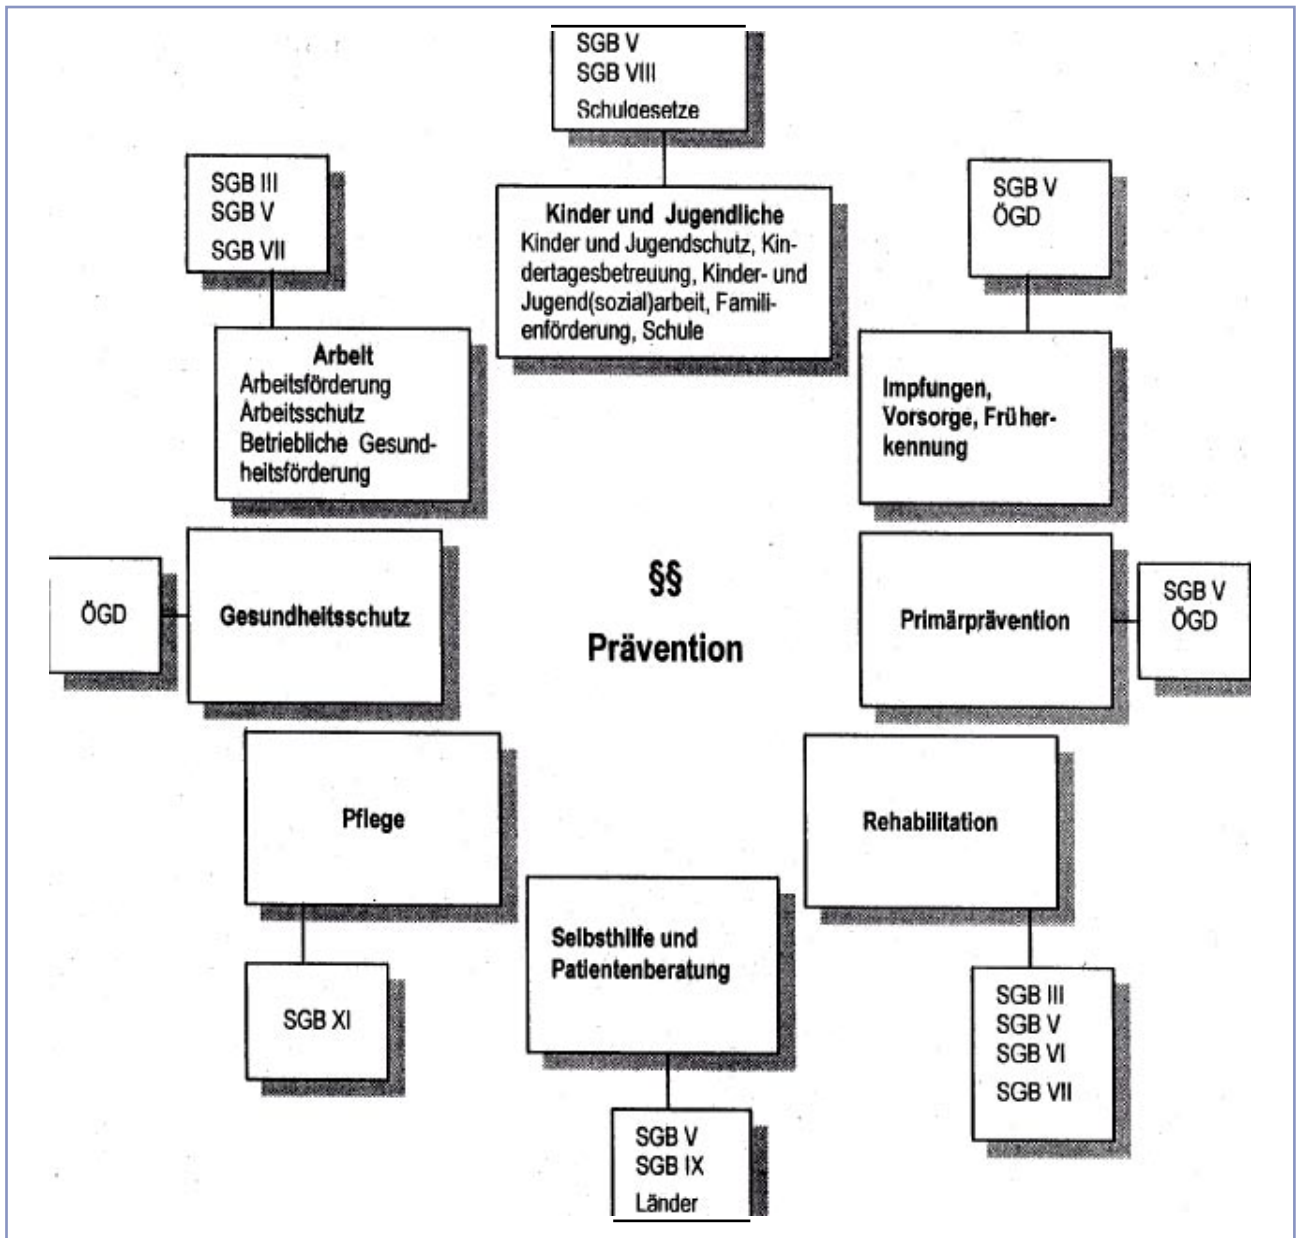 SGB V
SGB VIII
Schulgesetze
SGB III
SGB V
SGB VII
Kinder und Jugendliche
Kinder und Jugendschutz, Kin-
dertagesbetreuung, Kinder- und
Jugend(sozial)arbeit, Famili-
enförderung, Schule
SGB V
ÖGD
Arbeit
Arbeitsförderung
Arbeitsschutz
Betriebliche Gesund-
heitsförderung
Impfungen,
Vorsorge, Früher-
kennung
ÖGD
Gesundheitsschutz
§§
Prävention
Primärprävention
SGB V
ÖGD
Pflege
Rehabilitation
Selbsthilfe und
Patientenberatung
SGB XI
SGB III
SGB V
SGB VI
SGB VII
SGB V
SGB IX
Länder